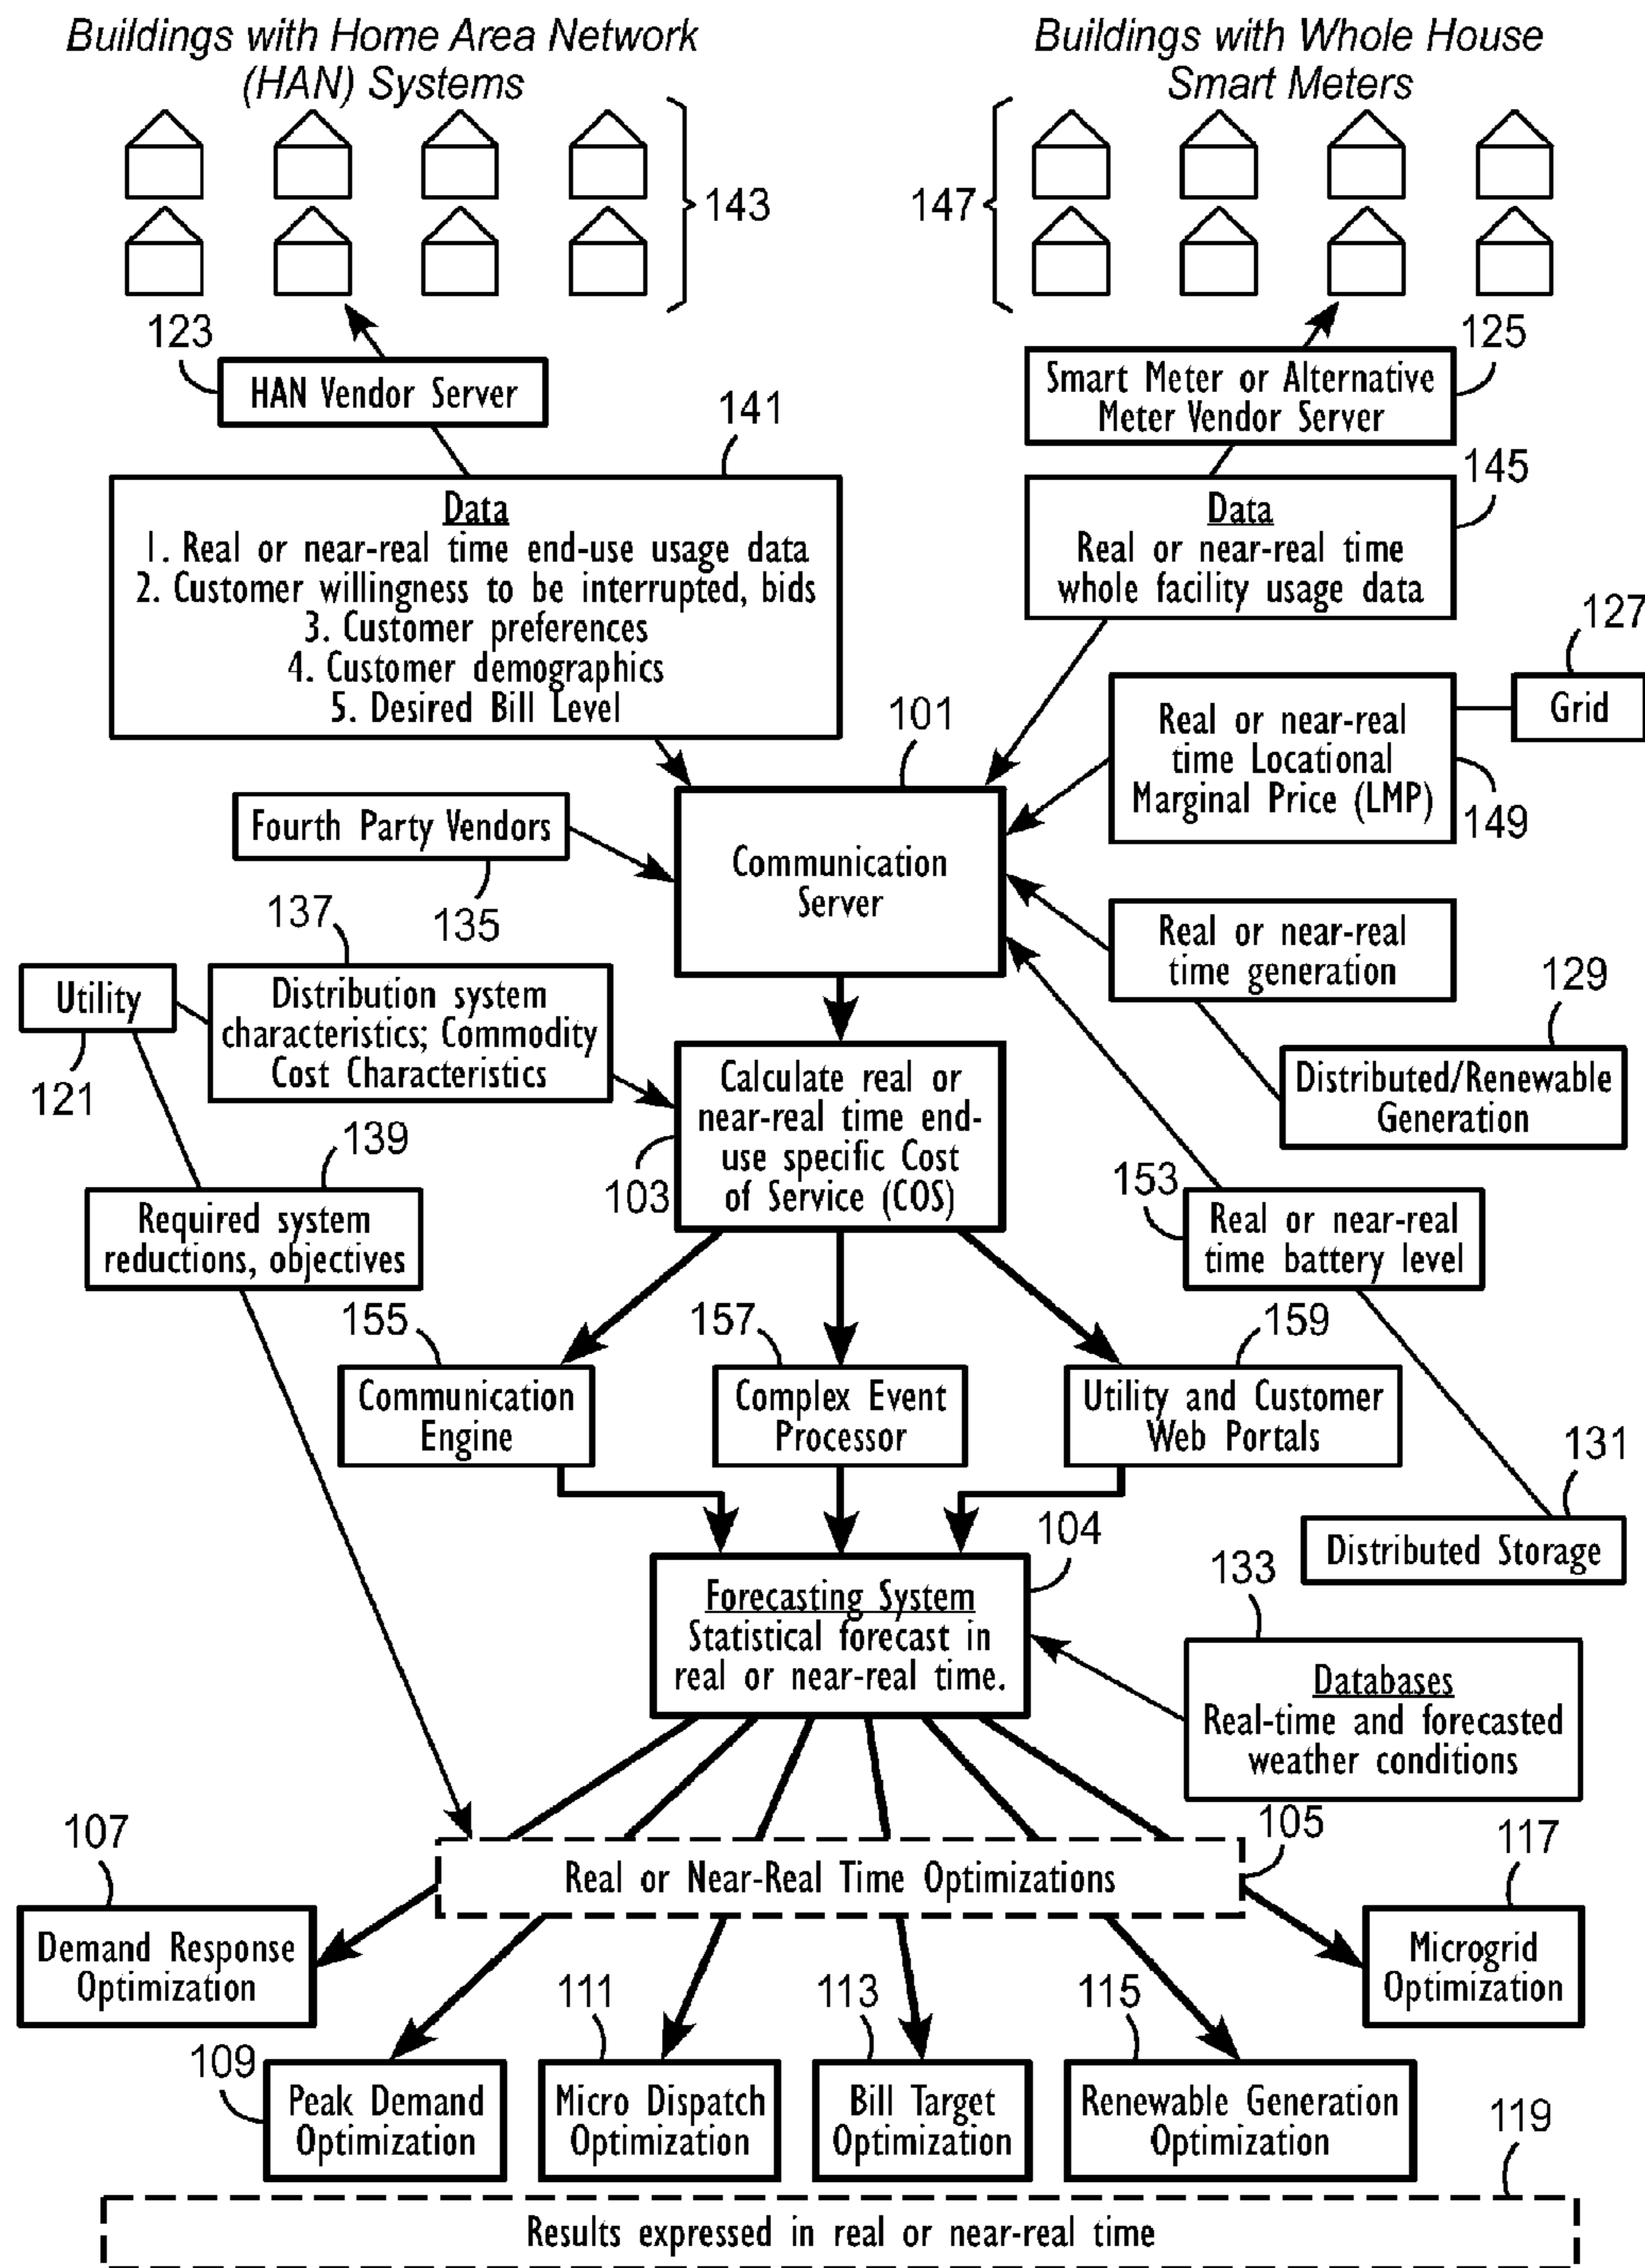 Buildings with Home Area Network
(HAN) Systems
Buildings with Whole House
Smart Meters
143
147
123
HAN Vendor Server
125
Smart Meter or Alternative
Meter Vendor Server
141
Data
1. Real or near-real time end-use usage data
2. Customer willingness to be interrupted, bids
3. Customer preferences
4. Customer demographics
5. Desired Bill Level
145
Data
Real or near-real time
whole facility usage data
127
Grid
Real or near-real
time Locational
Marginal Price (LMP)
149
101
Communication
Server
Fourth Party Vendors
135
137
Utility
121
Distribution system
characteristics; Commodity
Cost Characteristics
Real or near-real
time generation
129
Distributed/Renewable
Generation
Calculate real or
near-real time end-
use specific Cost
of Service (COS)
103
139
Required system
reductions, objectives
153
Real or near-real
time battery level
155
Communication
Engine
157
Complex Event
Processor
159
Utility and Customer
Web Portals
131
Distributed Storage
104
Forecasting System
Statistical forecast in
real or near-real time.
133
Databases
Real-time and forecasted
weather conditions
105
Real or Near-Real Time Optimizations
107
Demand Response
Optimization
117
Microgrid
Optimization
109
Peak Demand
Optimization
111
Micro Dispatch
Optimization
113
Bill Target
Optimization
115
Renewable Generation
Optimization
119
Results expressed in real or near-real time